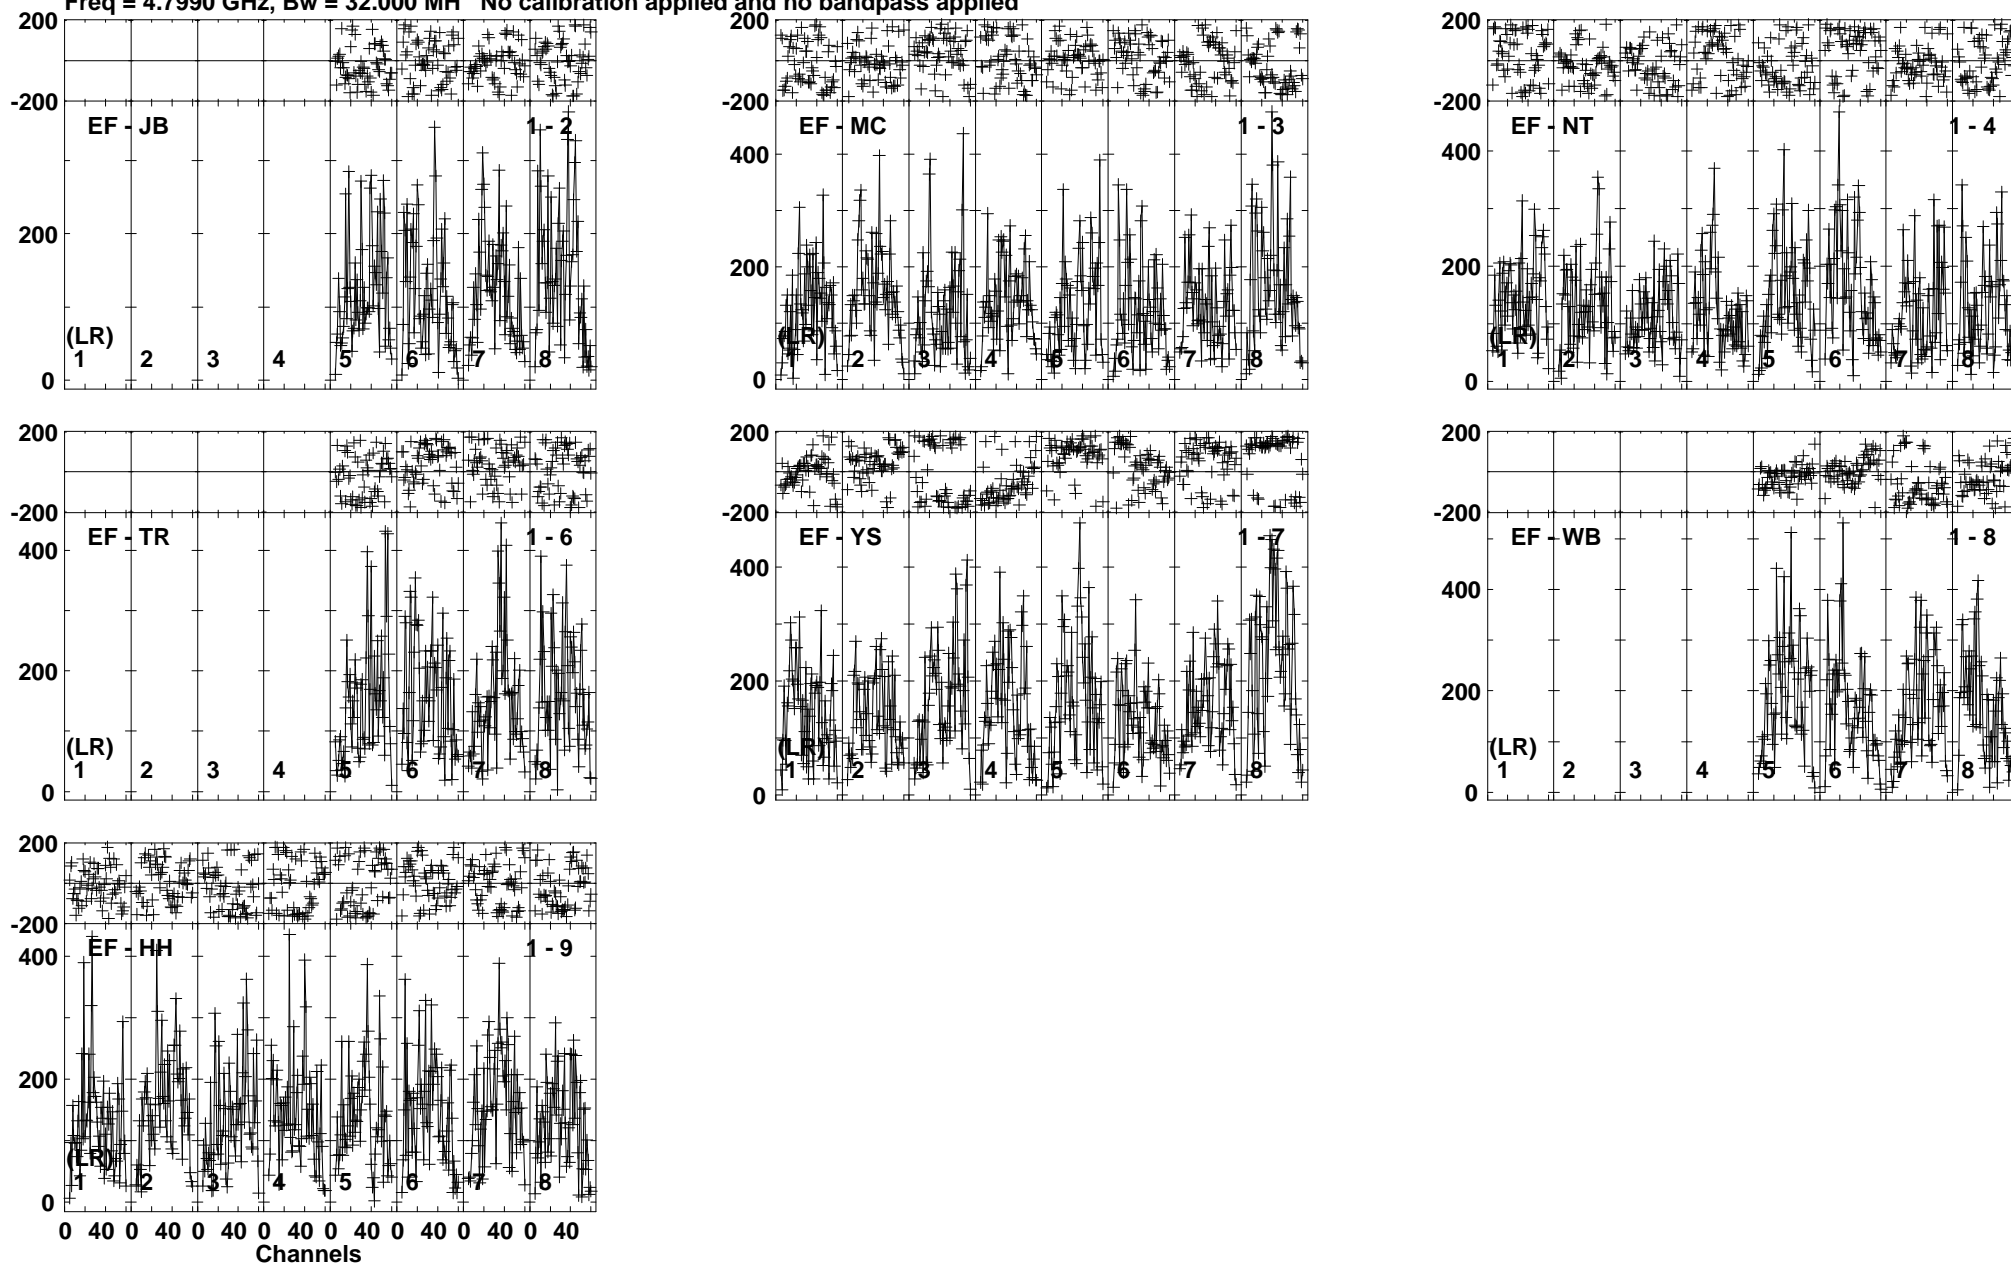 Freq = 4.7990 GHz, Bw = 32.000 MH No calibration applied and no bandpass applied
200
-200
EF - JB
1 - 2
200
0
(LR)
1 2 3 4 5 6 7 8
200
-200
EF - MC
1 - 3
400
200
0
(LR)
1 2 3 4 5 6 7 8
200
-200
EF - NT
1 - 4
400
200
0
(LR)
1 2 3 4 5 6 7 8
200
-200
EF - TR
1 - 6
400
200
0
(LR)
1 2 3 4 5 6 7 8
200
-200
EF - YS
1 - 7
400
200
0
(LR)
1 2 3 4 5 6 7 8
200
-200
EF - WB
1 - 8
400
200
0
(LR)
1 2 3 4 5 6 7 8
200
-200
EF - HH
1 - 9
400
200
0
(LR)
1 2 3 4 5 6 7 8
0 40 0 40 0 40 0 40 0 40 0 40 0 40 0 40
Channels